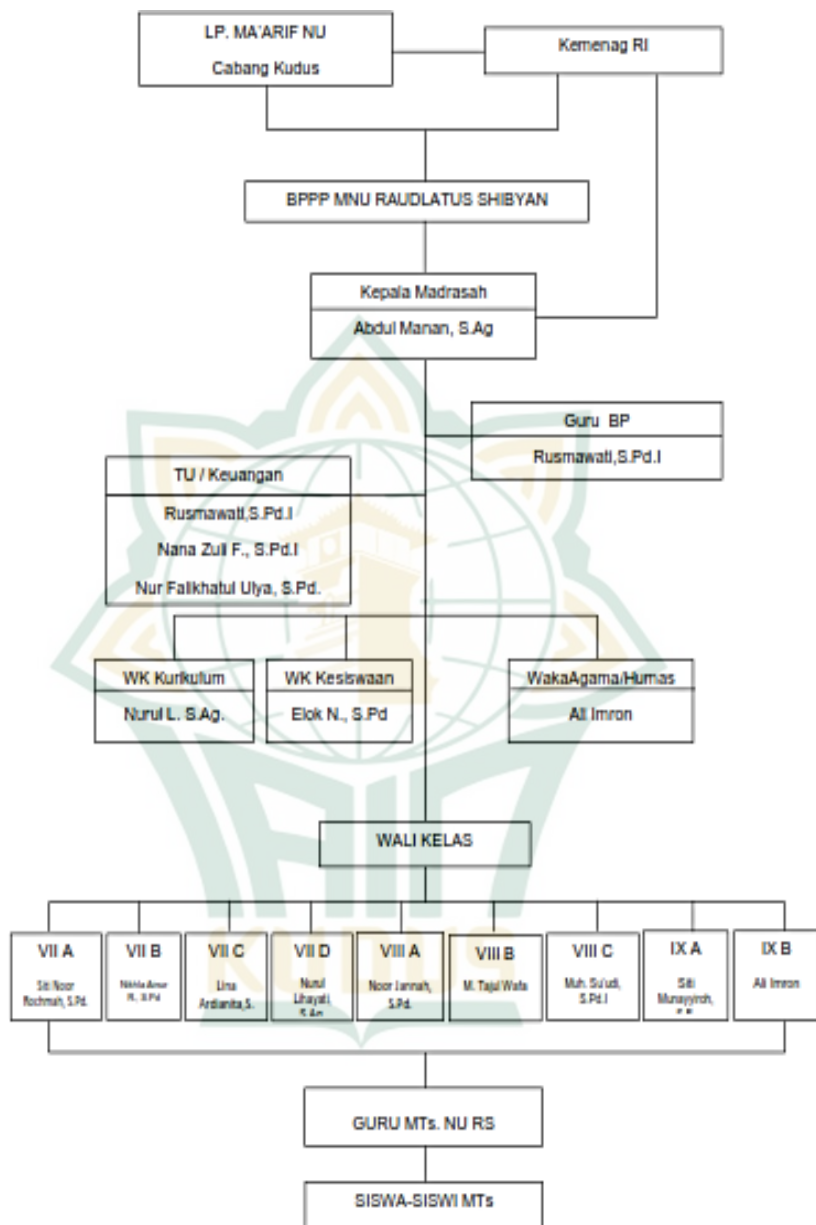 LP. MA'ARIF NU
Cabang Kudus
Kemenag RI
BPPP MNU RAUDLATUS SHIBYAN
Kepala Madrasah
Abdul Manan, S.Ag
Guru BP
Rusmawati,S.Pd.I
TU / Keuangan
Rusmawati,S.Pd.I
Nana Zuli F., S.Pd.I
Nur Falikhatul Ulya, S.Pd.
WK Kurikulum
Nurul L. S.Ag.
WK Kesiswaan
Elok N., S.Pd
WakaAgama/Humas
Ali Imron
WALI KELAS
VII A
Siti Noor
Rochmah, S.Pd.
VII B
R., S.Pd
VII C
Lina
Ardianita,S.
VII D
Nurul
Lihayati,
S.Ag
VIII A
Noor Jannah,
S.Pd.
VIII B
M. Tajul Wafa
VIII C
Muh. Su'udi,
S.Pd.I
IX A
Siti
Munayyiroh,
IX B
Ali Imron
GURU MTs. NU RS
SISWA-SISWI MTs
IAIN
KUDUS